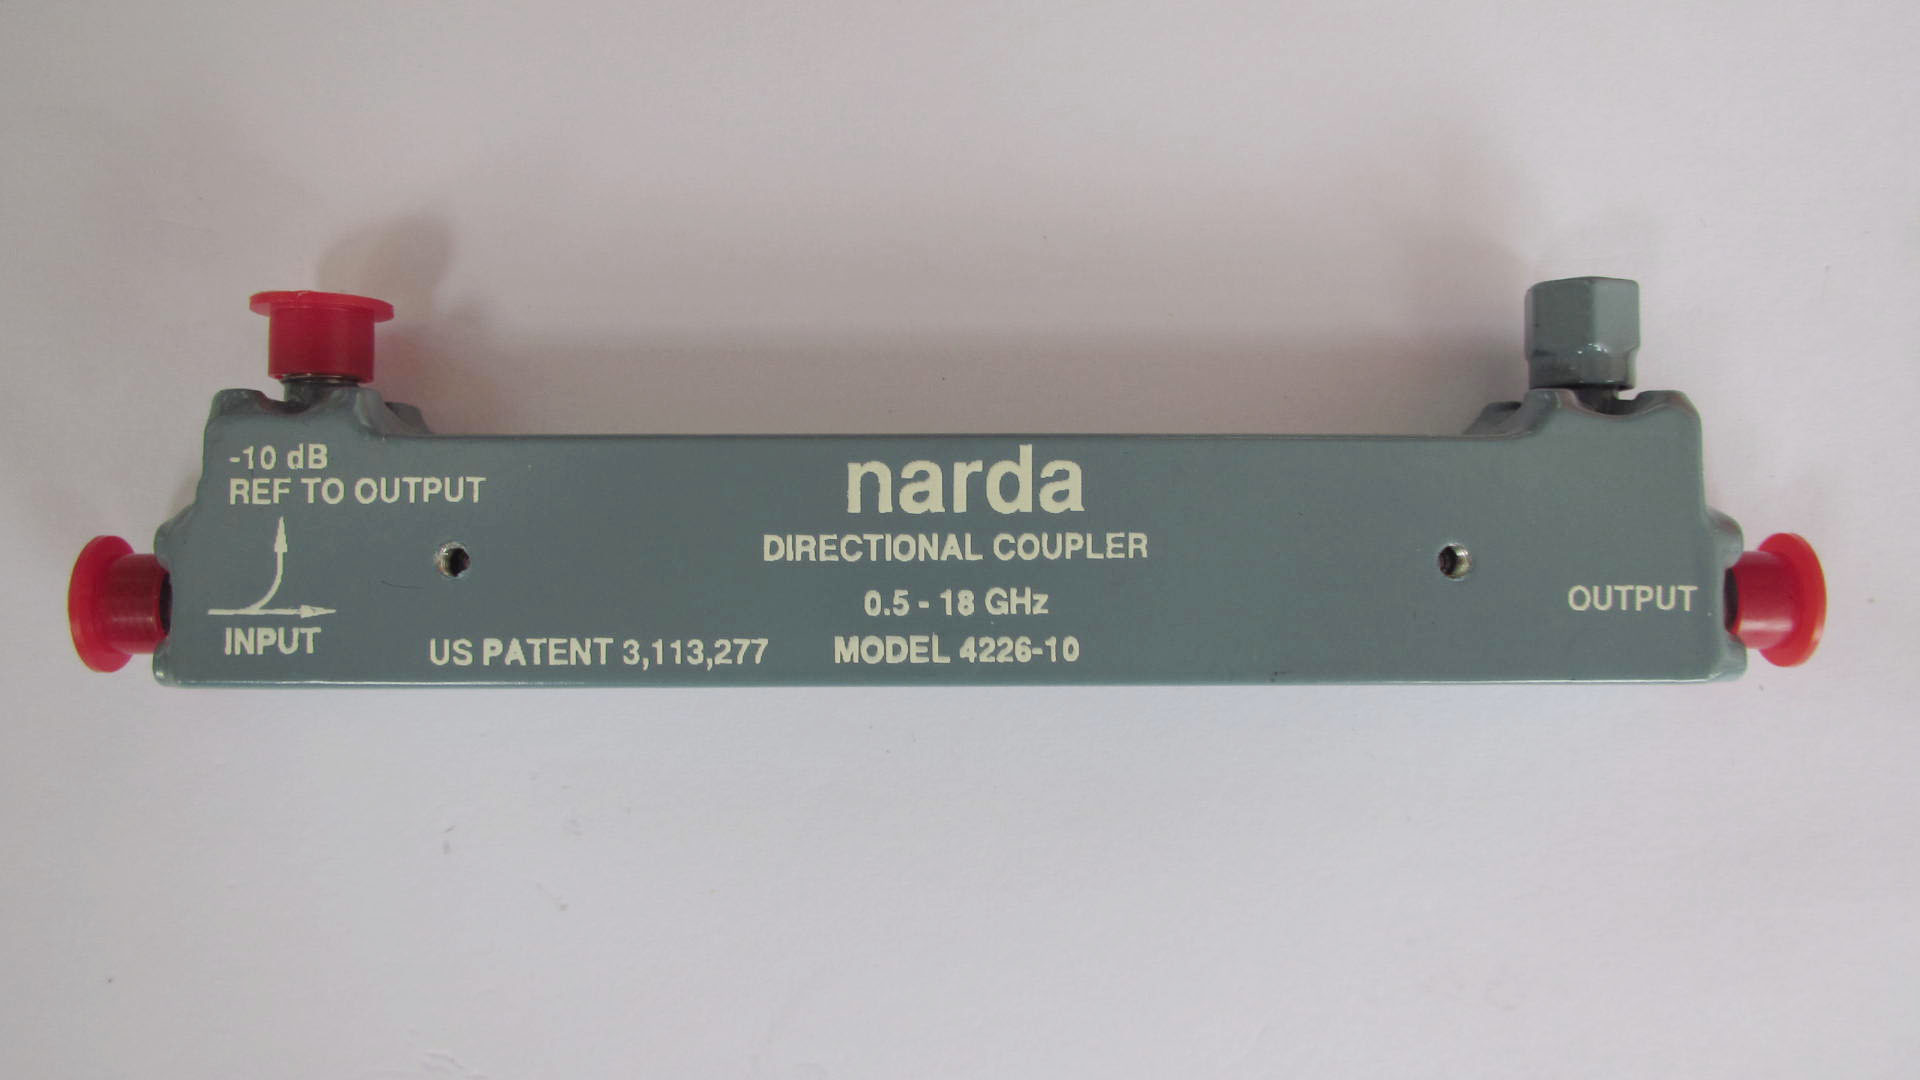 -10 dB
REF TO OUTPUT
INPUT
narda
DIRECTIONAL COUPLER
0.5 - 18 GHz
US PATENT 3,113,277 MODEL 4226-10
OUTPUT